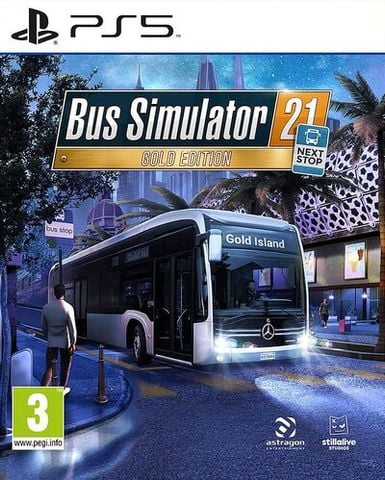 PS5
Bus Simulator 21
NEXT
STOP
GOLD EDITION
bus stop
Gold Island
3
www.pegi.info
astragon
ENTERTAINMENT
stillalive
STUDIOS